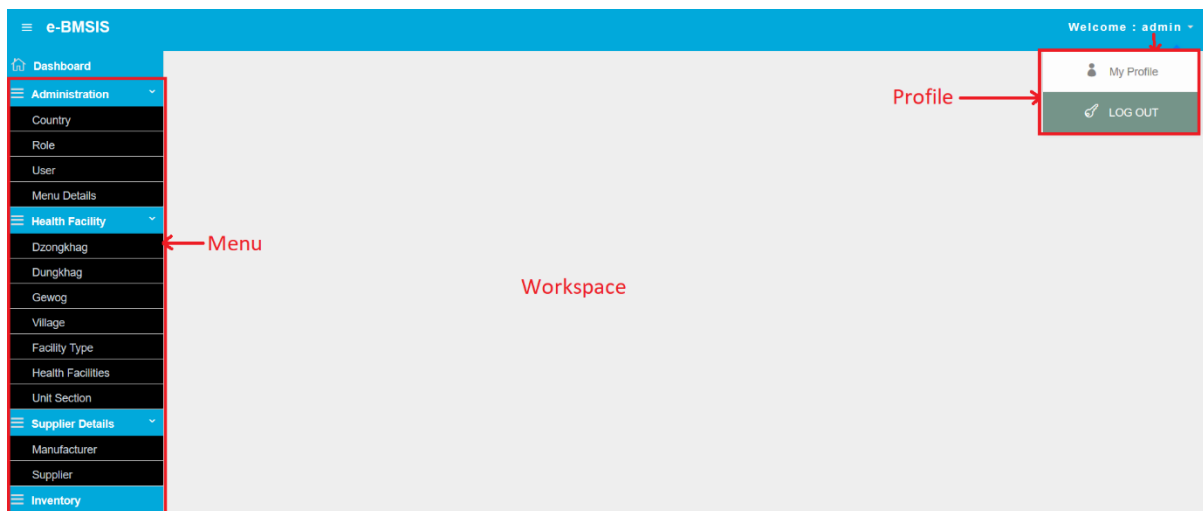 e-BMSIS
Welcome : admin
Dashboard
Administration
Country
Role
User
Menu Details
Health Facility
Dzongkhag
Dungkhag
Gewog
Village
Facility Type
Health Facilities
Unit Section
Supplier Details
Manufacturer
Supplier
Inventory
Menu
Workspace
Profile
My Profile
LOG OUT